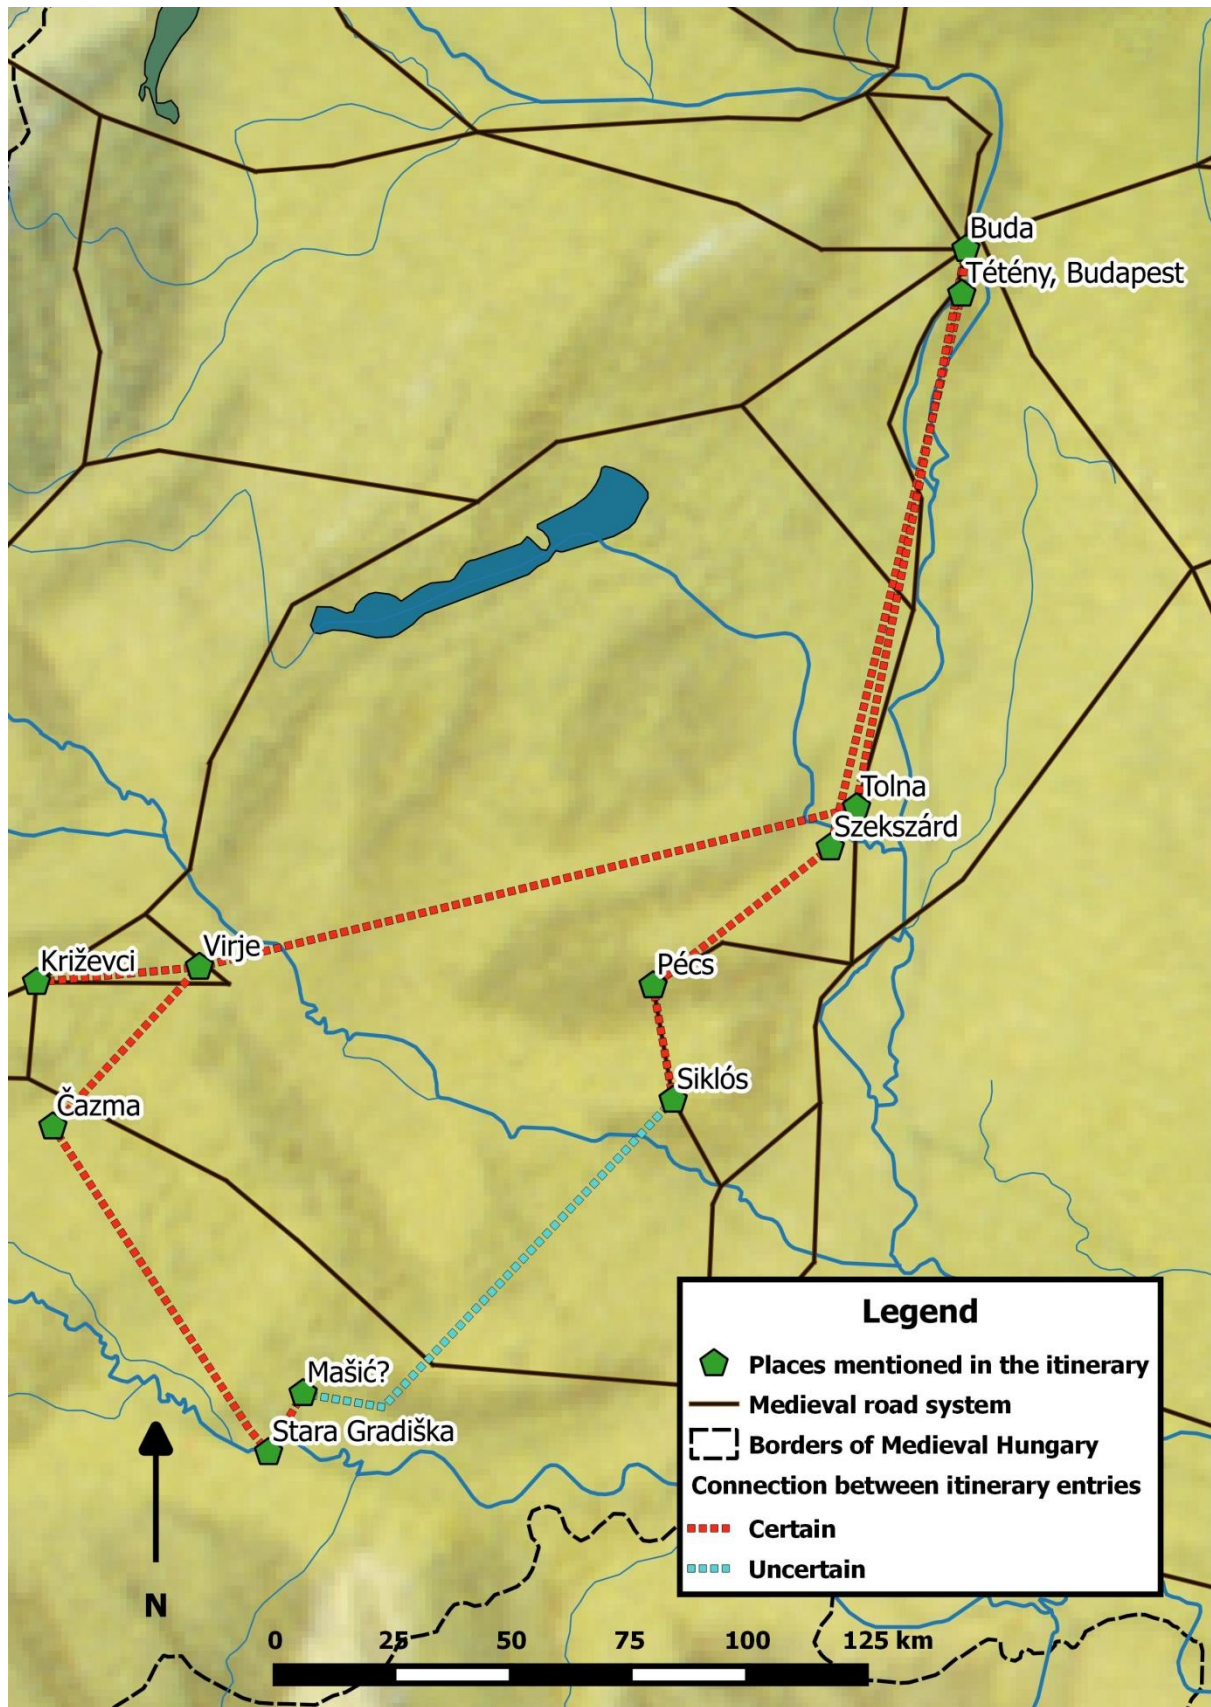 Buda
Tétény, Budapest
Tolna
Szekszárd
Virje
Križevci
Pécs
Siklós
Čazma
Mašić?
Stara Gradiška
Legend
Places mentioned in the itinerary
Medieval road system
Borders of Medieval Hungary
Connection between itinerary entries
Certain
Uncertain
N
0 25 50 75 100 125 km